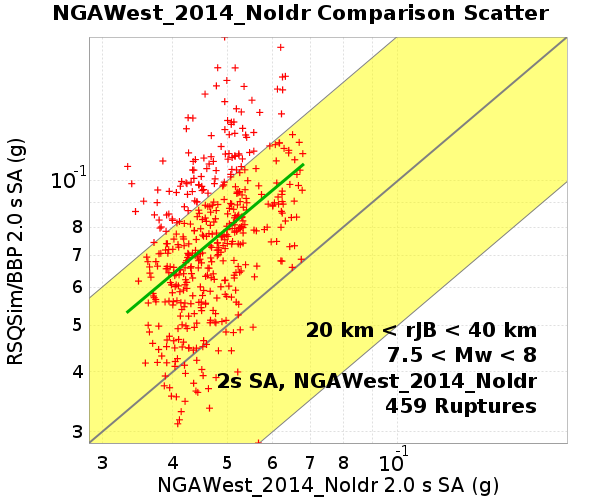 NGAWest_2014_NoIdr Comparison Scatter
RSQSim/BBP 2.0 s SA (g)
10-1
8
7
6
5
4
3
20 km < rJB < 40 km
7.5 < Mw < 8
2s SA, NGAWest_2014_NoIdr
459 Ruptures
3 4 5 6 7 8 10-1
NGAWest_2014_NoIdr 2.0 s SA (g)